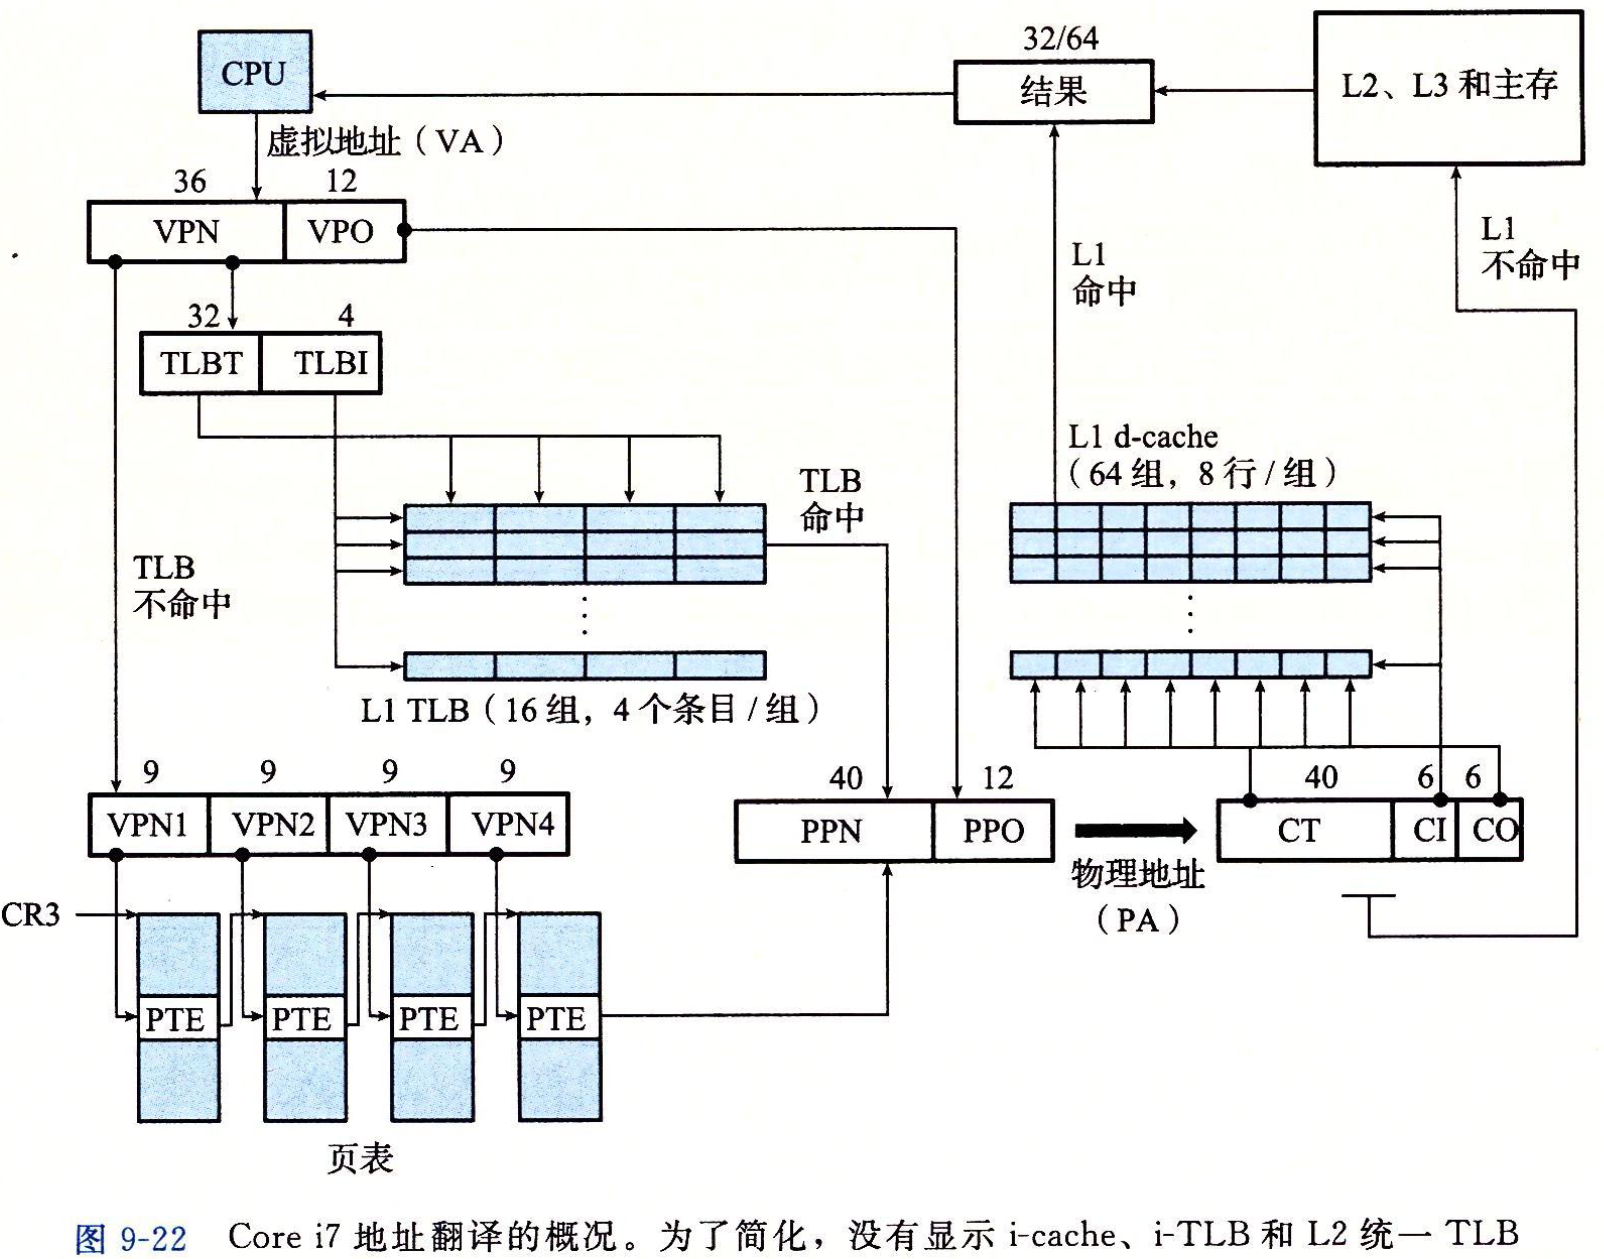 CPU
32/64
结果
L2、L3 和主存
虚拟地址（VA）
36 12
VPN VPO
L1
命中
L1
不命中
32 4
TLBT TLBI
L1 d-cache
（64 组，8 行/组）
TLB
命中
TLB
不命中
L1 TLB（16 组，4 个条目/组）
9 9 9 9
VPN1 VPN2 VPN3 VPN4
40 12
PPN PPO
40 6 6
CT CI CO
物理地址
（PA）
CR3
PTE PTE PTE PTE
页表
图 9-22 Core i7 地址翻译的概况。为了简化，没有显示 i-cache、i-TLB 和 L2 统一 TLB